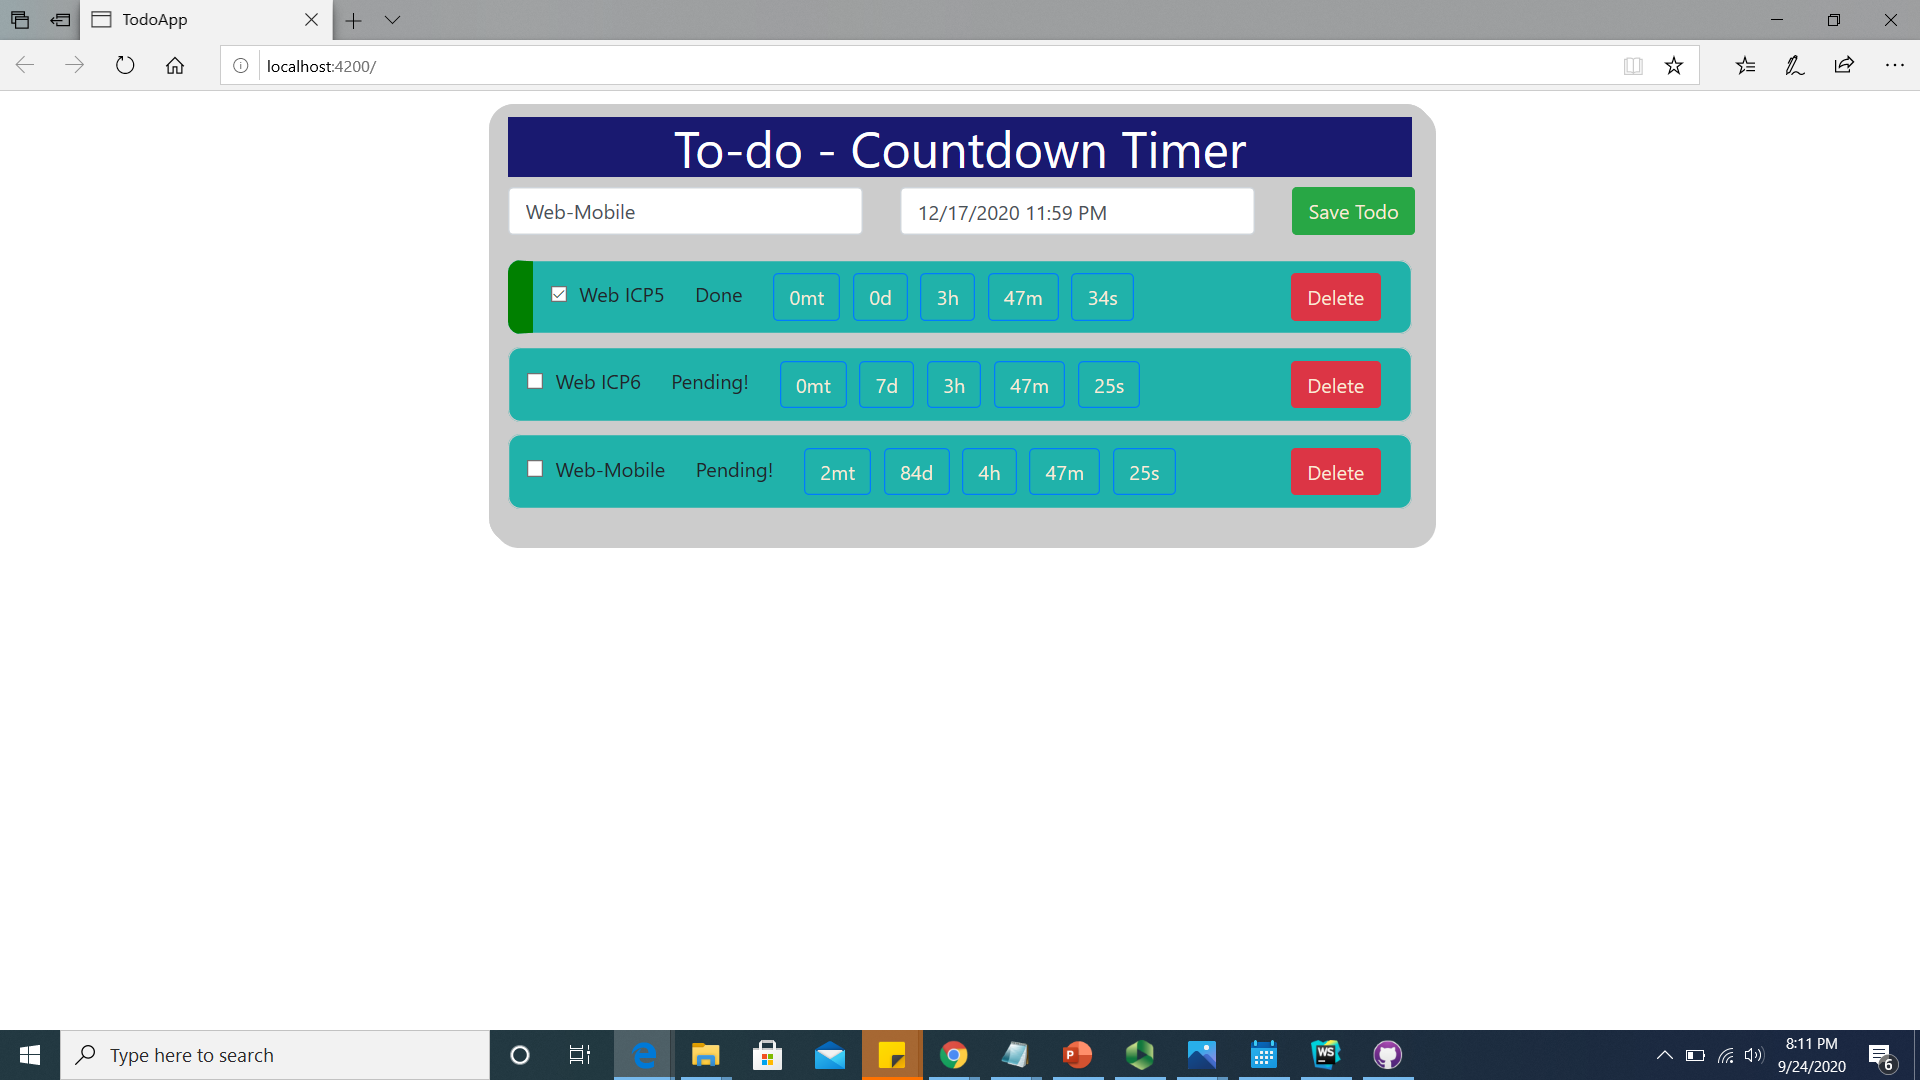 TodoApp
localhost:4200/
To-do - Countdown Timer
Web-Mobile 12/17/2020 11:59 PM Save Todo
Web ICP5 Done 0mt 0d 3h 47m 34s Delete
Web ICP6 Pending! 0mt 7d 3h 47m 25s Delete
Web-Mobile Pending! 2mt 84d 4h 47m 25s Delete
Type here to search
P
WS
8:11 PM
9/24/2020
6